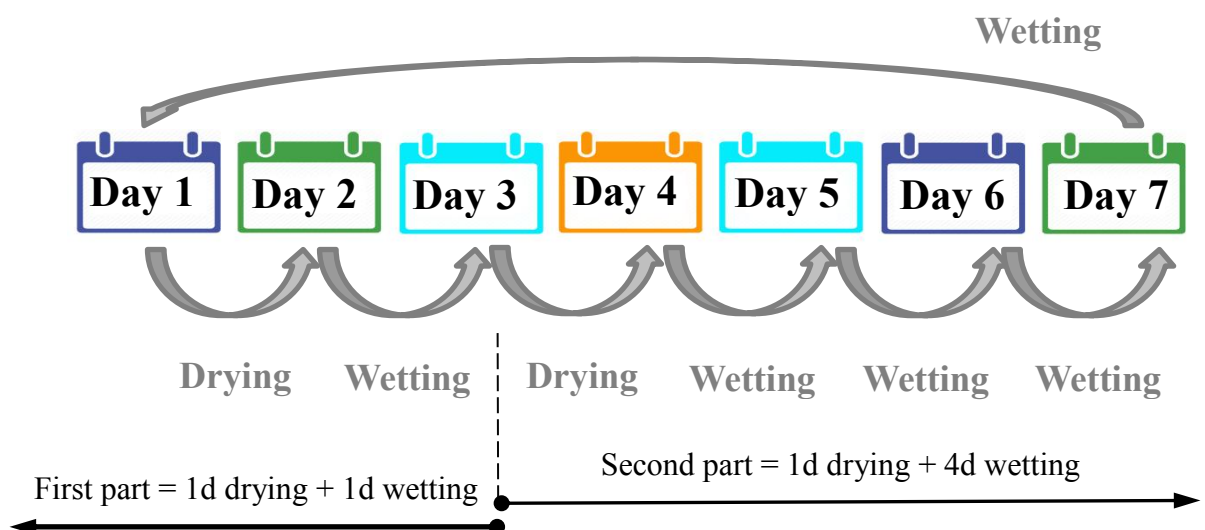 Wetting
Day 1 Day 2 Day 3 Day 4 Day 5 Day 6 Day 7
Drying Wetting Drying Wetting Wetting Wetting
Second part = 1d drying + 4d wetting
First part = 1d drying + 1d wetting